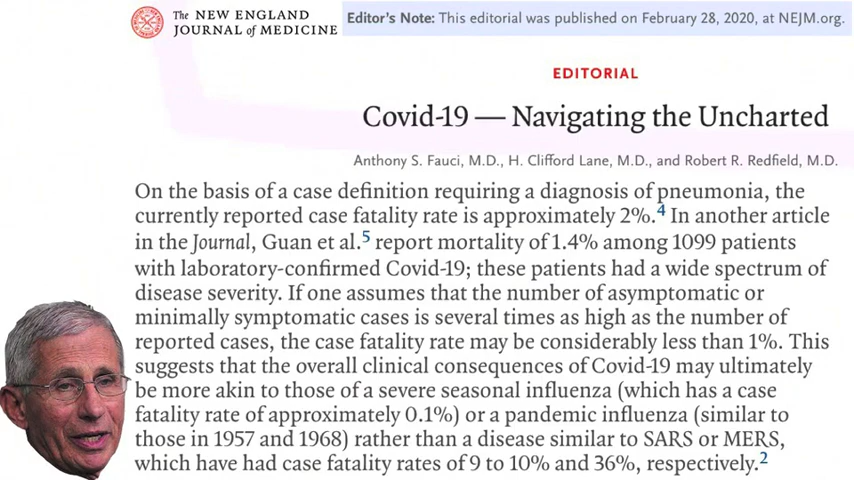 The NEW ENGLAND
JOURNAL of MEDICINE
Editor's Note: This editorial was published on February 28, 2020, at NEJM.org.
EDITORIAL
Covid-19 — Navigating the Uncharted
Anthony S. Fauci, M.D., H. Clifford Lane, M.D., and Robert R. Redfield, M.D.
On the basis of a case definition requiring a diagnosis of pneumonia, the
currently reported case fatality rate is approximately 2%.4 In another article
in the Journal, Guan et al.5 report mortality of 1.4% among 1099 patients
with laboratory-confirmed Covid-19; these patients had a wide spectrum of
disease severity. If one assumes that the number of asymptomatic or
minimally symptomatic cases is several times as high as the number of
reported cases, the case fatality rate may be considerably less than 1%. This
suggests that the overall clinical consequences of Covid-19 may ultimately
be more akin to those of a severe seasonal influenza (which has a case
fatality rate of approximately 0.1%) or a pandemic influenza (similar to
those in 1957 and 1968) rather than a disease similar to SARS or MERS,
which have had case fatality rates of 9 to 10% and 36%, respectively.2